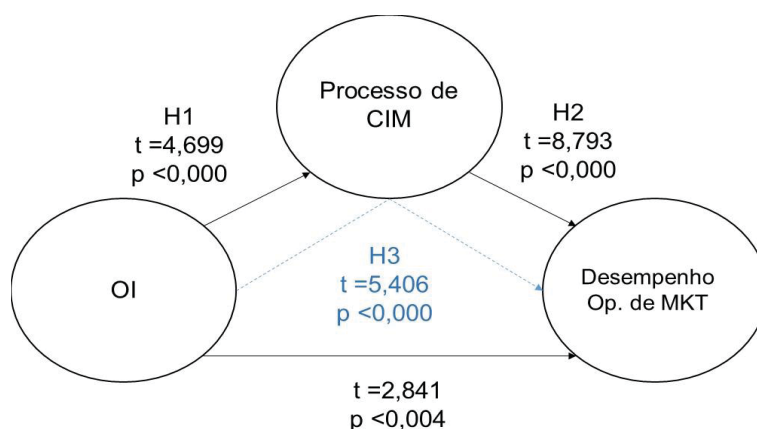 Processo de
CIM
H1
t =4,699
p <0,000
H2
t =8,793
p <0,000
OI
H3
t =5,406
p <0,000
Desempenho
Op. de MKT
t =2,841
p <0,004